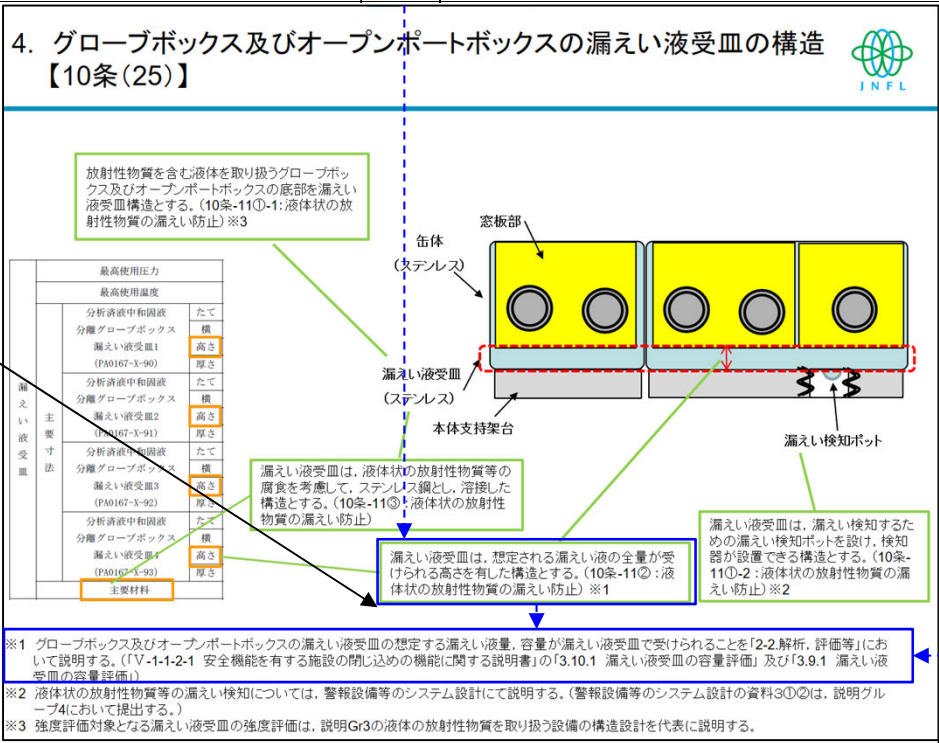 4. グローブボックス及びオープンポートボックスの漏えい液受皿の構造
【10条(25)】
JNFL
放射性物質を含む液体を取り扱うグローブボッ
クス及びオープンポートボックスの底部を漏えい
液受皿構造とする。(10条-11①-1:液体状の放
射性物質の漏えい防止)※3
窓板部
缶体
(ステンレス)
漏えい液受皿
(ステンレス)
本体支持架台
漏えい検知ポット
漏えい液受皿
主要寸法
最高使用圧力
最高使用温度
分析済液中和固液
分離グローブボックス
漏えい液受皿1
(PA0167-X-90)
たて
横
高さ
厚さ
分析済液中和固液
分離グローブボックス
漏えい液受皿2
(PA0167-X-91)
たて
横
高さ
厚さ
分析済液中和固液
分離グローブボックス
漏えい液受皿3
(PA0167-X-92)
たて
横
高さ
厚さ
分析済液中和固液
分離グローブボックス
漏えい液受皿4
(PA0167-X-93)
たて
横
高さ
厚さ
主要材料
漏えい液受皿は,液体状の放射性物質等の
腐食を考慮して,ステンレス鋼とし,溶接した
構造とする。(10条-11③:液体状の放射性
物質の漏えい防止)
漏えい液受皿は,想定される漏えい液の全量が受
けられる高さを有した構造とする。(10条-11②:液
体状の放射性物質の漏えい防止)※1
漏えい液受皿は,漏えい検知するた
めの漏えい検知ポットを設け,検知
器が設置できる構造とする。(10条-
11①-2:液体状の放射性物質の漏
えい防止)※2
※1 グローブボックス及びオープンポートボックスの漏えい液受皿の想定する漏えい液量,容量が漏えい液受皿で受けられることを「2-2.解析,評価等」にお
いて説明する。(「Ⅴ-1-1-2-1 安全機能を有する施設の閉じ込めの機能に関する説明書」の「3.10.1 漏えい液受皿の容量評価」及び「3.9.1 漏えい液
受皿の容量評価」)
※2 液体状の放射性物質等の漏えい検知については,警報設備等のシステム設計にて説明する。(警報設備等のシステム設計の資料3①②は,説明グル
ープ4において提出する。)
※3 強度評価対象となる漏えい液受皿の強度評価は,説明Gr3の液体の放射性物質を取り扱う設備の構造設計を代表に説明する。